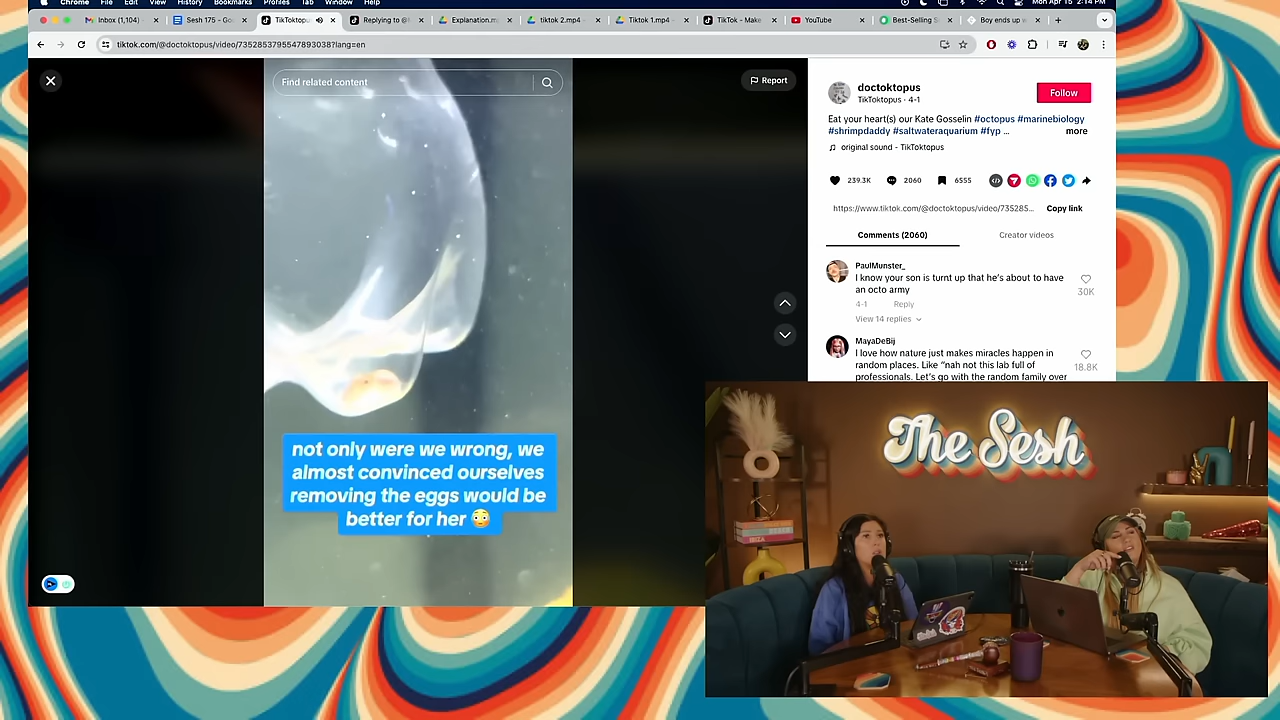 Chrome File Edit View History Bookmarks Profiles Tab Window Help
Mon Apr 15 2:14 PM
Inbox (1,104)
Sesh 175 - Go
TikToktopu
Replying to @
Explanation.m
tiktok 2.mp4 -
Tiktok 1.mp4 -
TikTok - Make
YouTube
Best-Selling S
Boy ends up w
tiktok.com/@doctoktopus/video/7352853795547893038?lang=en
Find related content
Report
not only were we wrong, we
almost convinced ourselves
removing the eggs would be
better for her 😳
doctoktopus
TikToktopus · 4-1
Follow
Eat your heart(s) our Kate Gosselin #octopus #marinebiology
#shrimpdaddy #saltwateraquarium #fyp ...
more
original sound - TikToktopus
239.3K 2060 6555
https://www.tiktok.com/@doctoktopus/video/735285...
Copy link
Comments (2060)
Creator videos
PaulMunster_
I know your son is turnt up that he's about to have
an octo army
30K
4-1 Reply
View 14 replies
MayaDeBij
I love how nature just makes miracles happen in
random places. Like "nah not this lab full of
professionals. Let's go with the random family over
18.8K
The Sesh
IBIZA